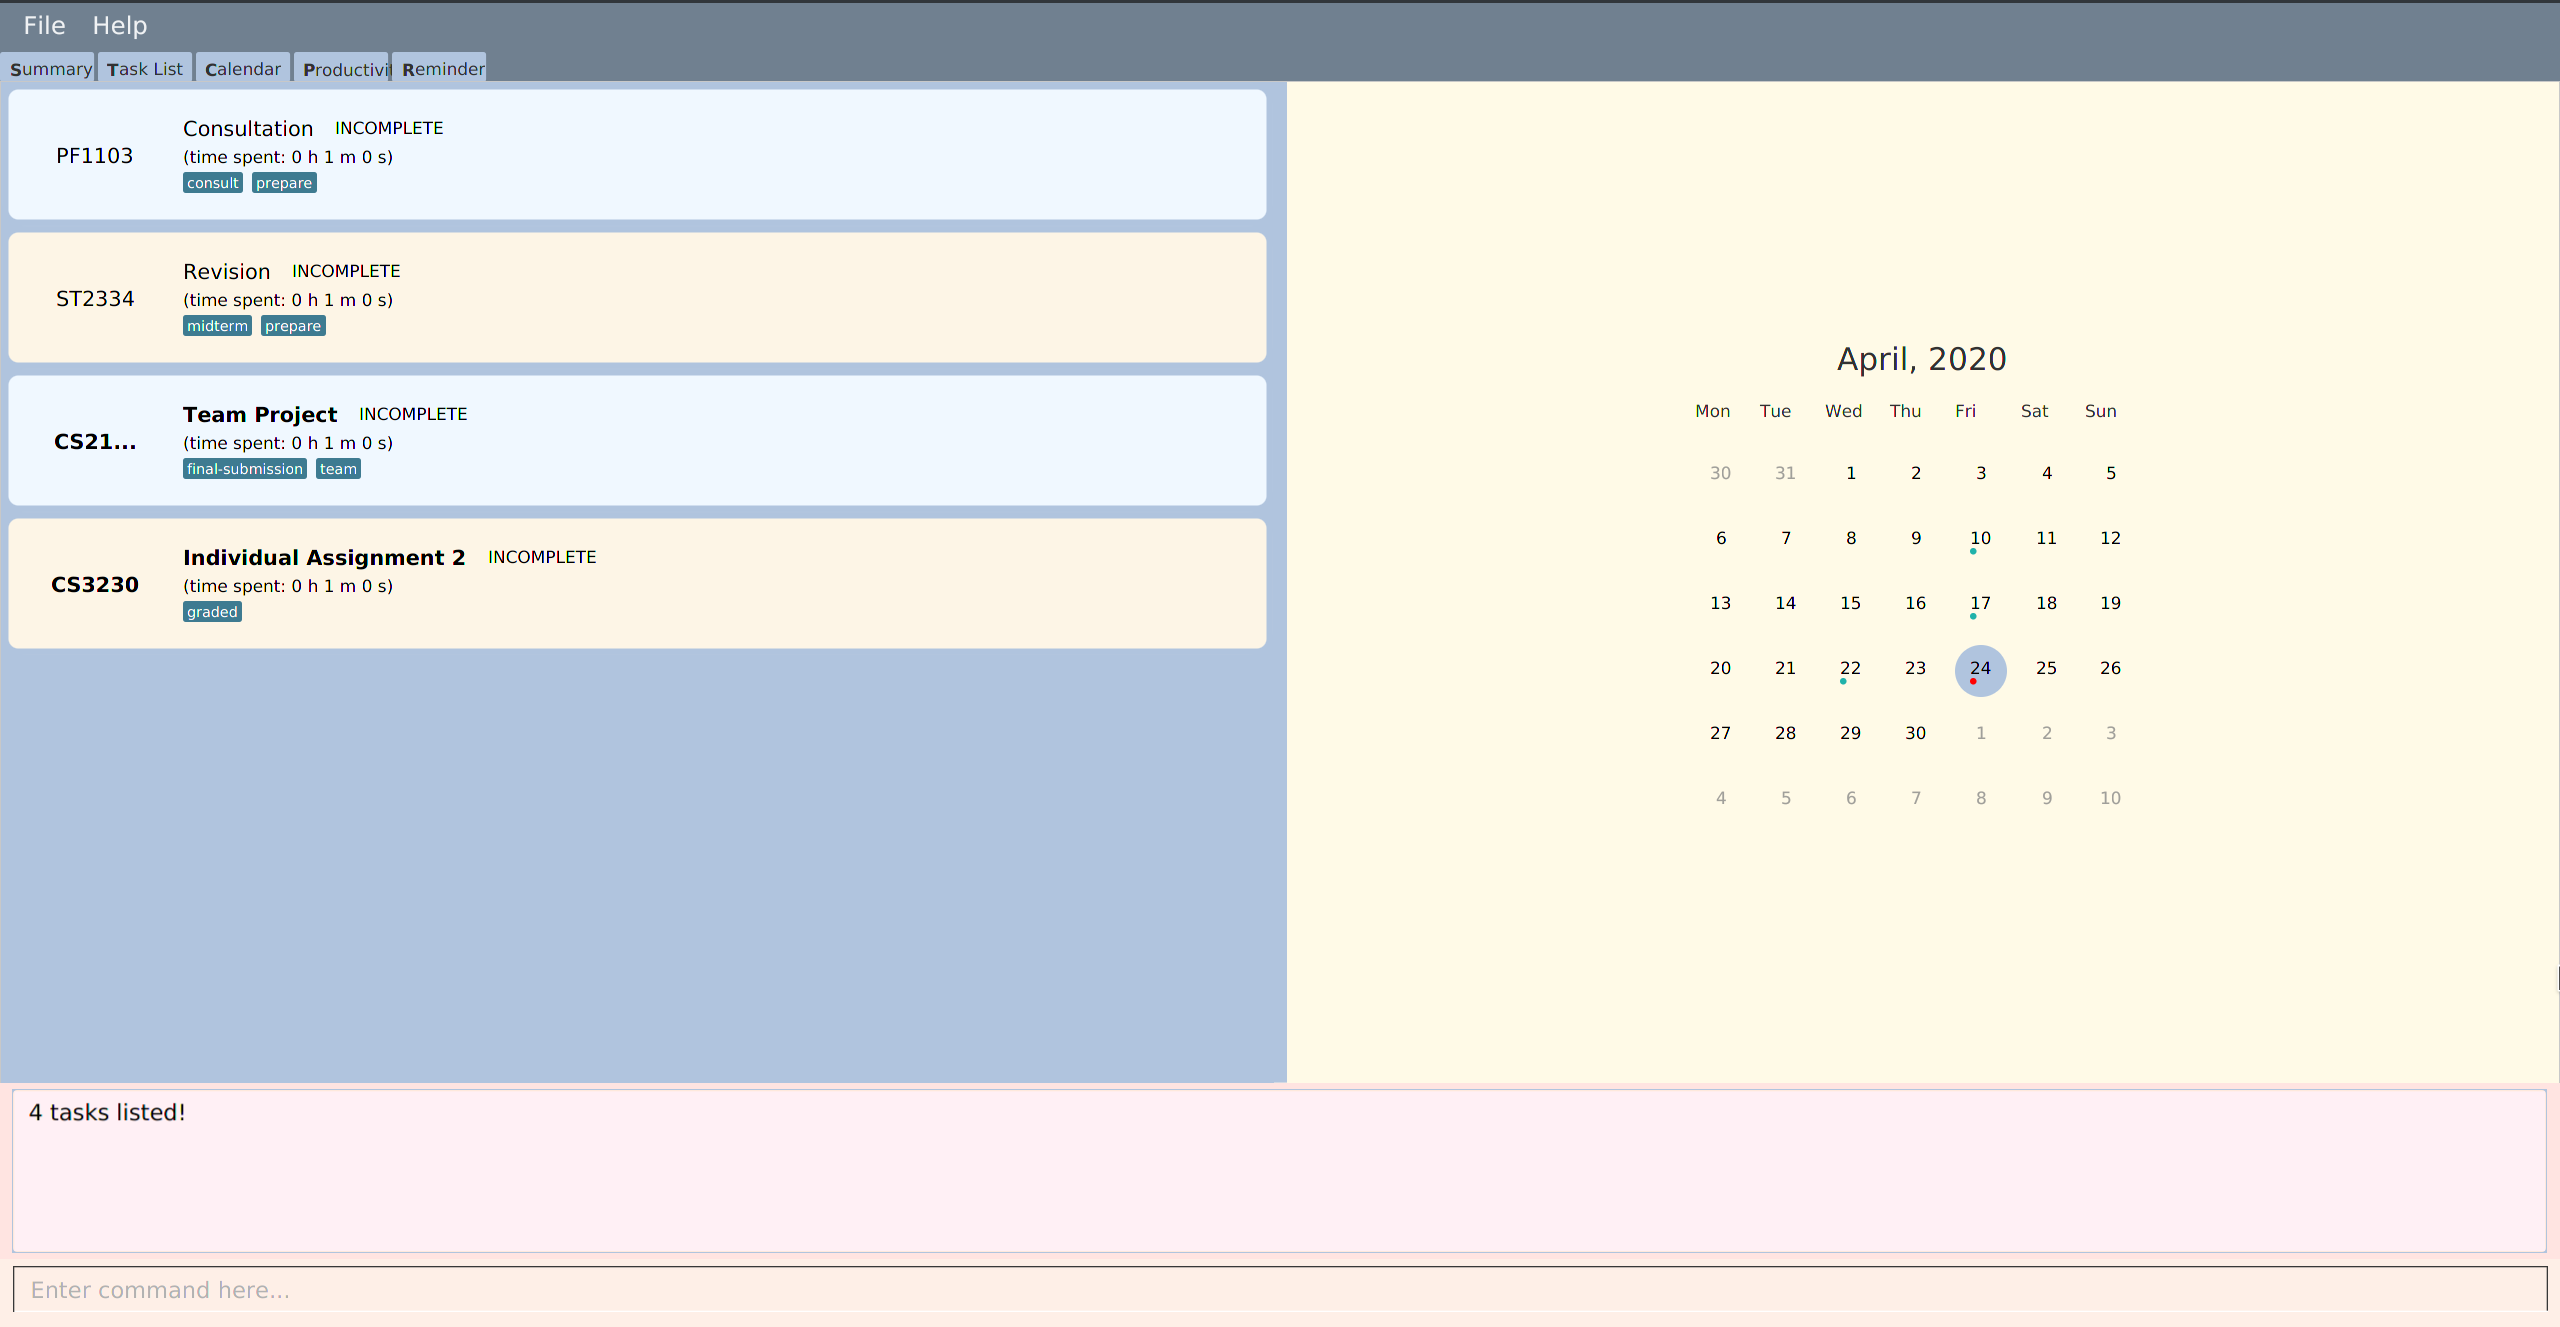 File Help
Summary Task List Calendar Productivi Reminder
PF1103
Consultation INCOMPLETE
(time spent: 0 h 1 m 0 s)
consult prepare
ST2334
Revision INCOMPLETE
(time spent: 0 h 1 m 0 s)
midterm prepare
CS21...
Team Project INCOMPLETE
(time spent: 0 h 1 m 0 s)
final-submission team
CS3230
Individual Assignment 2 INCOMPLETE
(time spent: 0 h 1 m 0 s)
graded
April, 2020
Mon Tue Wed Thu Fri Sat Sun
30 31 1 2 3 4 5
6 7 8 9 10 11 12
13 14 15 16 17 18 19
20 21 22 23 24 25 26
27 28 29 30 1 2 3
4 5 6 7 8 9 10
4 tasks listed!
Enter command here...